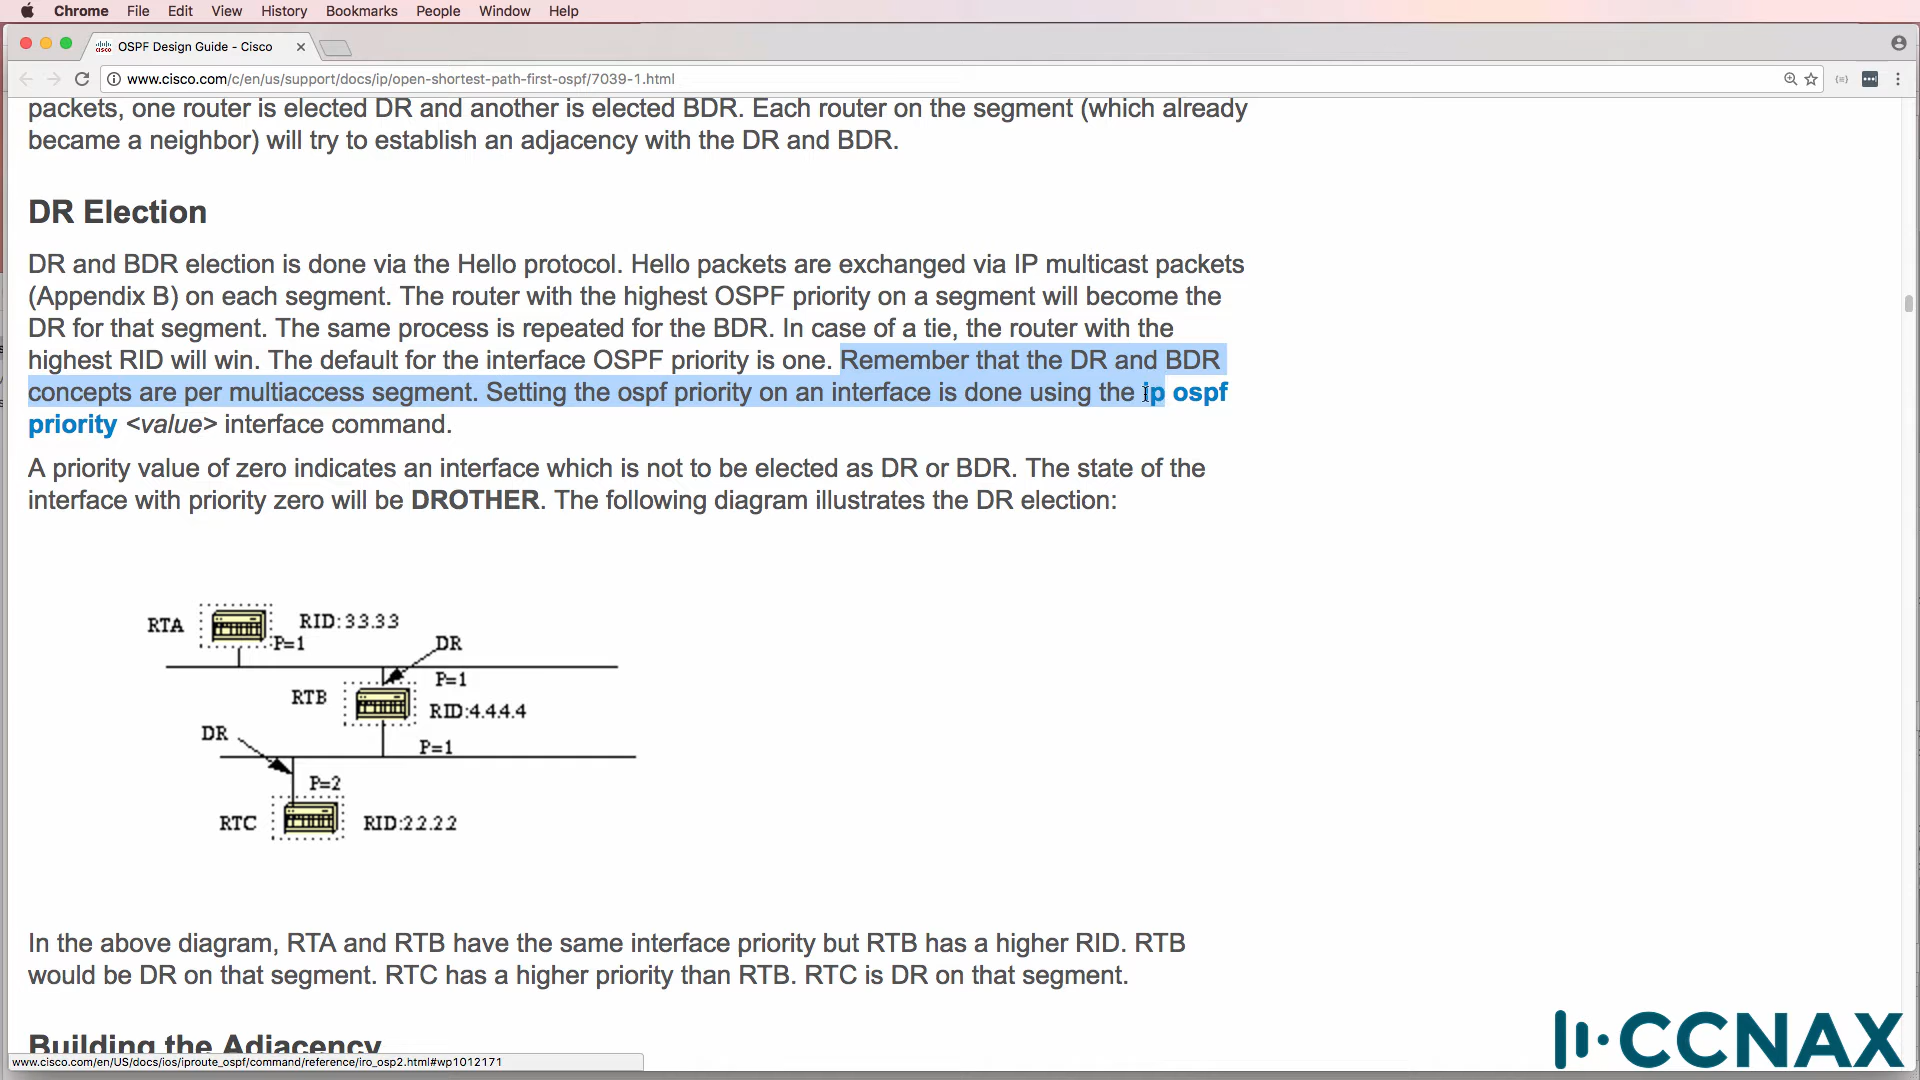 Chrome File Edit View History Bookmarks People Window Help
OSPF Design Guide - Cisco
www.cisco.com/c/en/us/support/docs/ip/open-shortest-path-first-ospf/7039-1.html
packets, one router is elected DR and another is elected BDR. Each router on the segment (which already
became a neighbor) will try to establish an adjacency with the DR and BDR.
DR Election
DR and BDR election is done via the Hello protocol. Hello packets are exchanged via IP multicast packets
(Appendix B) on each segment. The router with the highest OSPF priority on a segment will become the
DR for that segment. The same process is repeated for the BDR. In case of a tie, the router with the
highest RID will win. The default for the interface OSPF priority is one. Remember that the DR and BDR
concepts are per multiaccess segment. Setting the ospf priority on an interface is done using the ip ospf
priority <value> interface command.
A priority value of zero indicates an interface which is not to be elected as DR or BDR. The state of the
interface with priority zero will be DROTHER. The following diagram illustrates the DR election:
RTA RID:3.3.3.3
P=1
DR
P=1
RTB
RID:4.4.4.4
DR
P=1
P=2
RTC RID:2.2.2.2
In the above diagram, RTA and RTB have the same interface priority but RTB has a higher RID. RTB
would be DR on that segment. RTC has a higher priority than RTB. RTC is DR on that segment.
Building the Adjacency
www.cisco.com/en/US/docs/ios/iproute_ospf/command/reference/iro_osp2.html#wp1012171
CCNAX